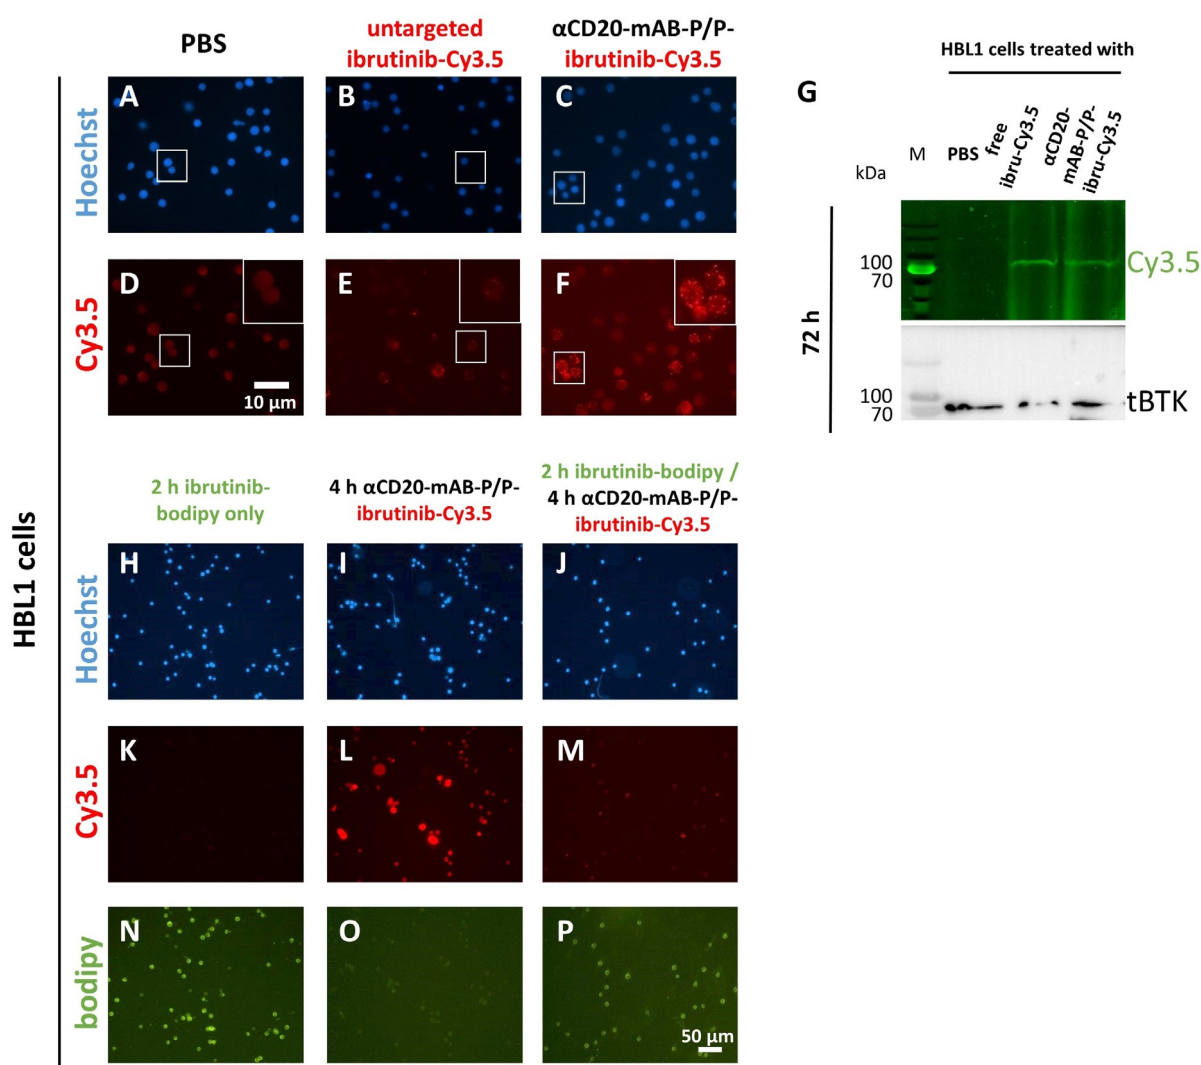 PBS
untargeted
ibrutinib-Cy3.5
αCD20-mAB-P/P-
ibrutinib-Cy3.5
HBL1 cells
Hoechst
A
B
C
Cy3.5
D
E
F
10 µm
HBL1 cells treated with
G
kDa
M
PBS
free
ibru-Cy3.5
αCD20-
mAB-P/P-
ibru-Cy3.5
72 h
100
70
Cy3.5
100
70
tBTK
2 h ibrutinib-
bodipy only
4 h αCD20-mAB-P/P-
ibrutinib-Cy3.5
2 h ibrutinib-bodipy /
4 h αCD20-mAB-P/P-
ibrutinib-Cy3.5
Hoechst
H
I
J
Cy3.5
K
L
M
bodipy
N
O
P
50 µm